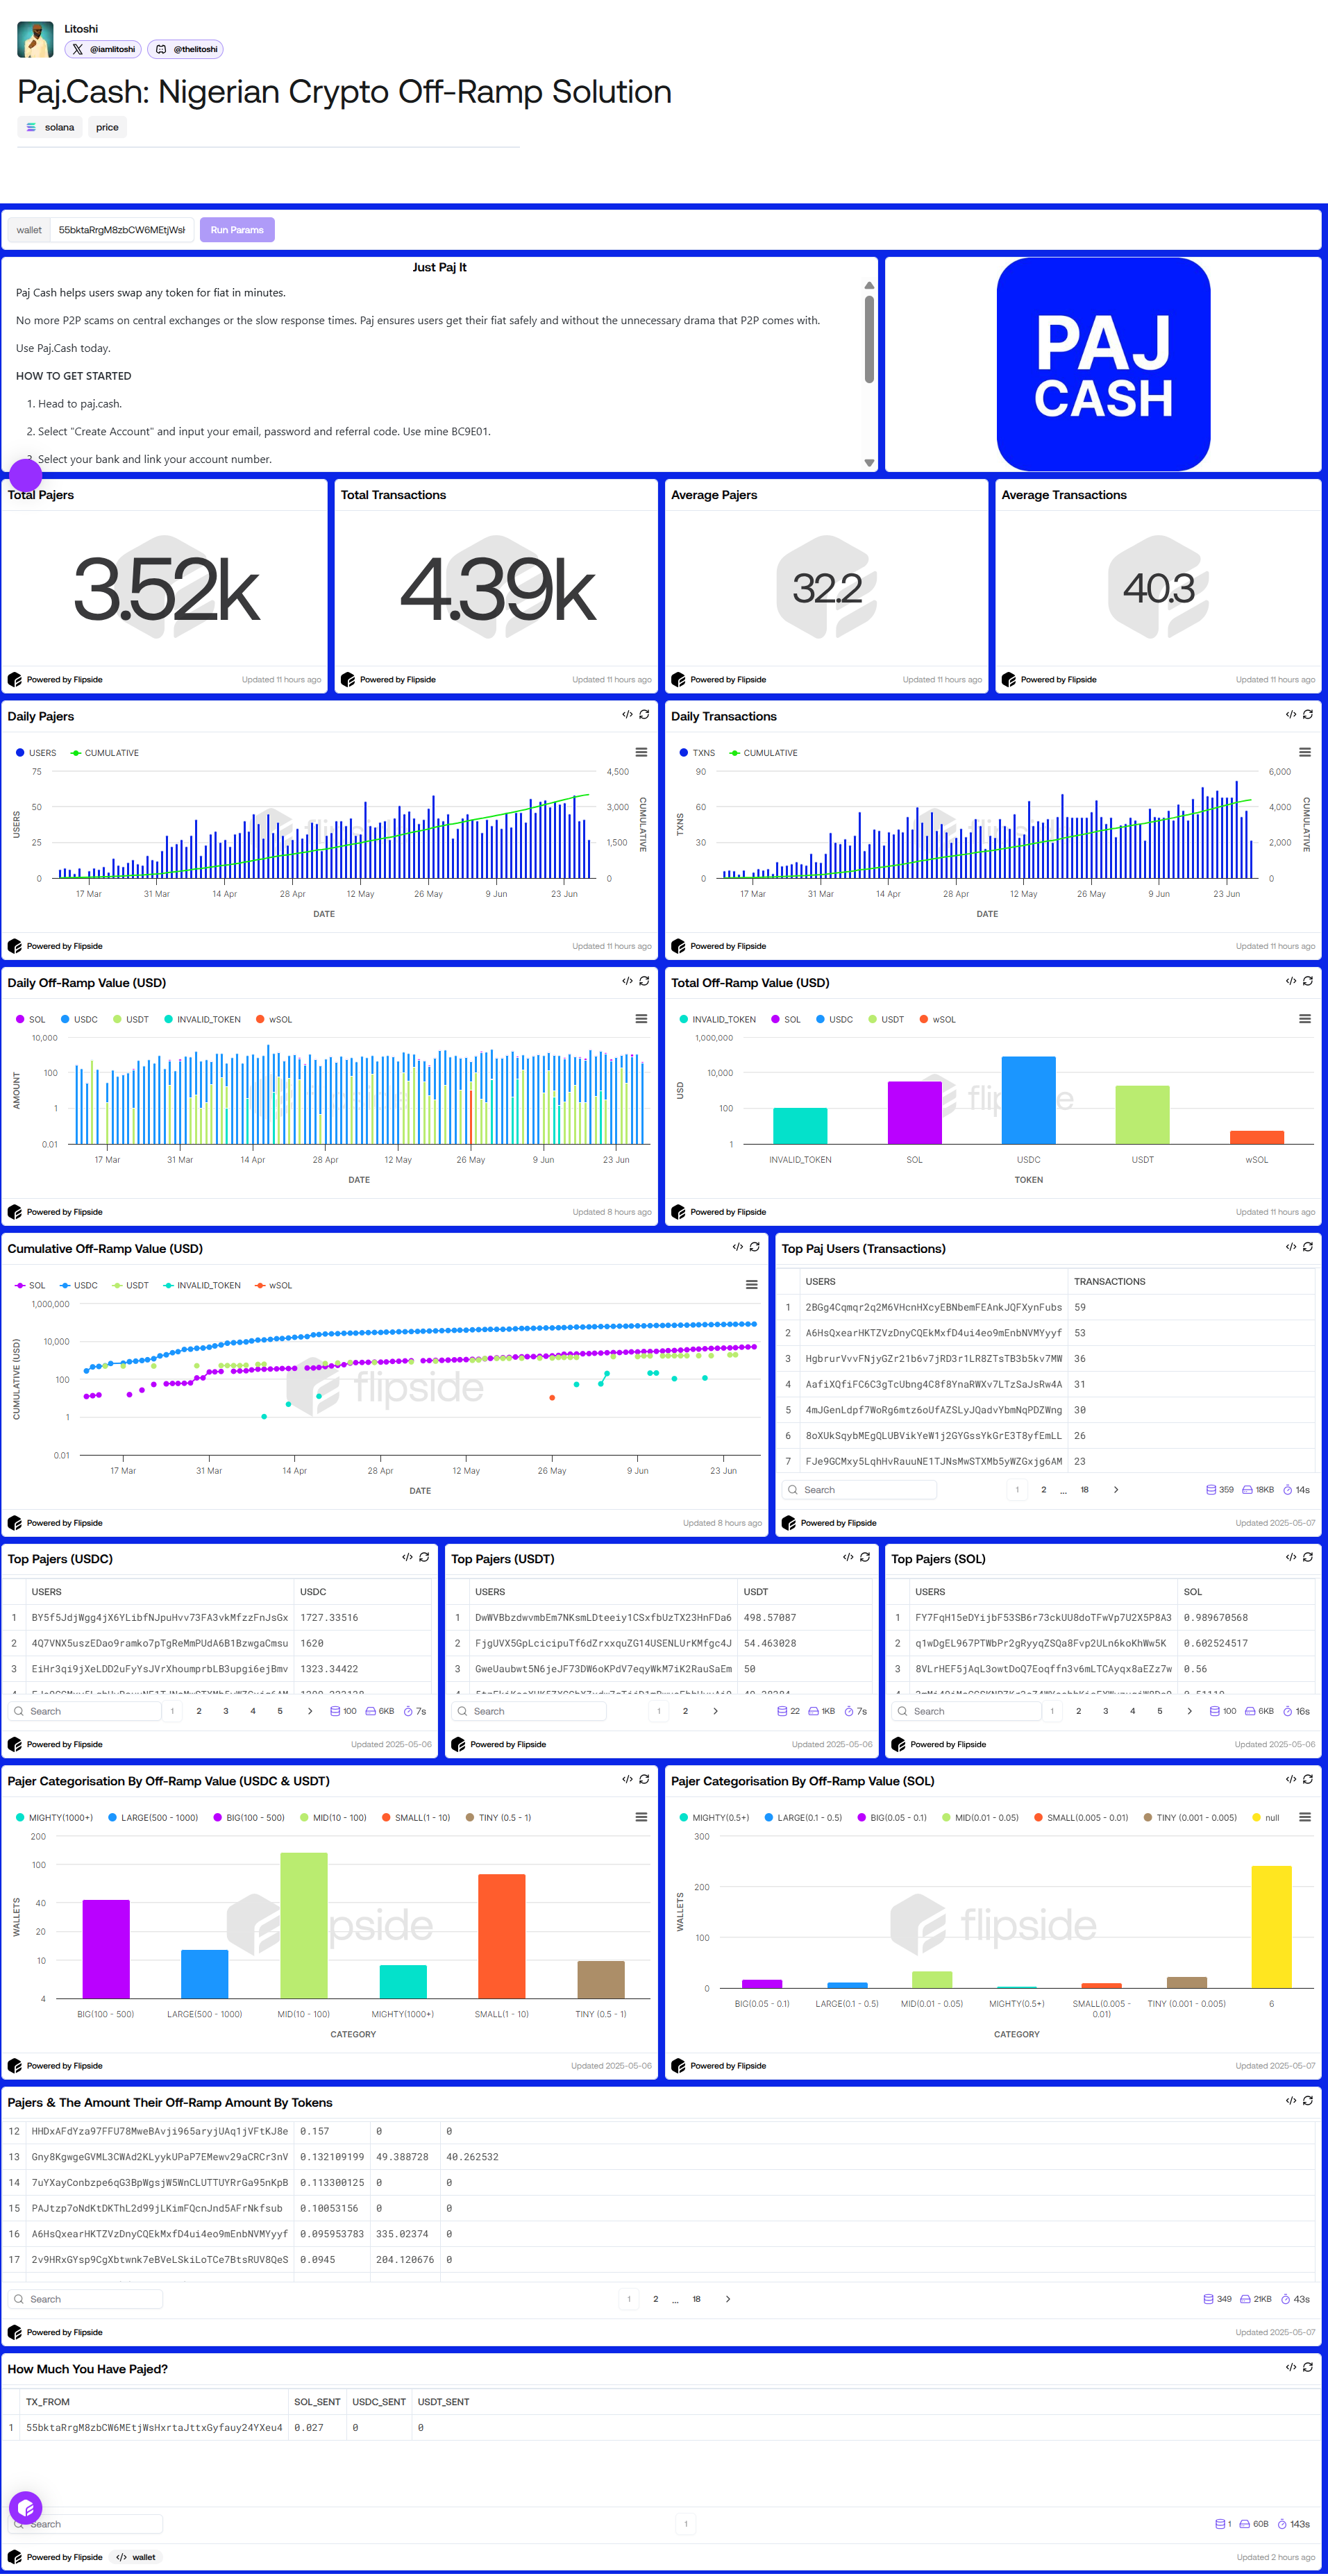 Litoshi
@iamlitoshi @thelitoshi
Paj.Cash: Nigerian Crypto Off-Ramp Solution
solana price
wallet 55bktaRrgM8zbCW6MEtjWsH Run Params
Just Paj It
Paj Cash helps users swap any token for fiat in minutes.
No more P2P scams on central exchanges or the slow response times. Paj ensures users get their fiat safely and without the unnecessary drama that P2P comes with.
Use Paj.Cash today.
HOW TO GET STARTED
1. Head to paj.cash.
2. Select "Create Account" and input your email, password and referral code. Use mine BC9E01.
3. Select your bank and link your account number.
PAJ
CASH
Total Pajers
3.52k
Powered by Flipside Updated 11 hours ago
Total Transactions
4.39k
Powered by Flipside Updated 11 hours ago
Average Pajers
32.2
Powered by Flipside Updated 11 hours ago
Average Transactions
40.3
Powered by Flipside Updated 11 hours ago
Daily Pajers
USERS CUMULATIVE
75 4,500
50 3,000
25 1,500
0 0
USERS
CUMULATIVE
17 Mar 31 Mar 14 Apr 28 Apr 12 May 26 May 9 Jun 23 Jun
DATE
Powered by Flipside Updated 11 hours ago
Daily Transactions
TXNS CUMULATIVE
90 6,000
60 4,000
30 2,000
0 0
TXNS
CUMULATIVE
17 Mar 31 Mar 14 Apr 28 Apr 12 May 26 May 9 Jun 23 Jun
DATE
Powered by Flipside Updated 11 hours ago
Daily Off-Ramp Value (USD)
SOL USDC USDT INVALID_TOKEN wSOL
10,000
100
1
0.01
AMOUNT
17 Mar 31 Mar 14 Apr 28 Apr 12 May 26 May 9 Jun 23 Jun
DATE
Powered by Flipside Updated 8 hours ago
Total Off-Ramp Value (USD)
INVALID_TOKEN SOL USDC USDT wSOL
1,000,000
10,000
100
1
USD
INVALID_TOKEN SOL USDC USDT wSOL
TOKEN
Powered by Flipside Updated 11 hours ago
Cumulative Off-Ramp Value (USD)
SOL USDC USDT INVALID_TOKEN wSOL
1,000,000
10,000
100
1
0.01
CUMULATIVE (USD)
flipside
17 Mar 31 Mar 14 Apr 28 Apr 12 May 26 May 9 Jun 23 Jun
DATE
Powered by Flipside Updated 8 hours ago
Top Paj Users (Transactions)
USERS TRANSACTIONS
1 2BGg4Cqmqr2q2M6VHcnHXcyEBNbemFEAnkJQFXynFubs 59
2 A6HsQxearHKTZVzDnyCQEkMxfD4ui4eo9mEnbNVMYyyf 53
3 HgbrurVvvFNjyGZr21b6v7jRD3r1LR8ZTsTB3b5kv7MW 36
4 AafiXQfiFC6C3gTcUbng4C8f8YnaRWXv7LTzSaJsRw4A 31
5 4mJGenLdpf7WoRg6mtz6oUfAZSLyJQadvYbmNqPDZWng 30
6 8oXUkSqybMEgQLUBVikYeW1j2GYGssYkGrE3T8yfEmLL 26
7 FJe9GCMxy5LqhHvRauuNE1TJNsMwSTXMb5yWZGxjg6AM 23
Search 1 2 ... 18 359 18KB 14s
Powered by Flipside Updated 2025-05-07
Top Pajers (USDC)
USERS USDC
1 BY5f5JdjWgg4jX6YLibfNJpuHvv73FA3vkMfzzFnJsGx 1727.33516
2 4Q7VNX5uszEDao9ramko7pTgReMmPUdA6B1BzwgaCmsu 1620
3 EiHr3qi9jXeLDD2uFyYsJVrXhoumprbLB3upgi6ejBmv 1323.34422
Search 1 2 3 4 5 100 6KB 7s
Powered by Flipside Updated 2025-05-06
Top Pajers (USDT)
USERS USDT
1 DwWVBbzdwvmbEm7NKsmLDteeiy1CSxfbUzTX23HnFDa6 498.57087
2 FjgUVX5GpLcicipuTf6dZrxxquZG14USENLUrKMfgc4J 54.463028
3 GweUaubwt5N6jeJF73DW6oKPdV7eqyWkM7iK2RauSaEm 50
Search 1 2 22 1KB 7s
Powered by Flipside Updated 2025-05-06
Top Pajers (SOL)
USERS SOL
1 FY7FqH15eDYijbF53SB6r73ckUU8doTFwVp7U2X5P8A3 0.989670568
2 q1wDgEL967PTWbPr2gRyyqZSQa8Fvp2ULn6koKhWw5K 0.602524517
3 8VLrHEF5jAqL3owtDoQ7Eoqffn3v6mLTCAyqx8aEZz7w 0.56
Search 1 2 3 4 5 100 6KB 16s
Powered by Flipside Updated 2025-05-06
Pajer Categorisation By Off-Ramp Value (USDC & USDT)
MIGHTY(1000+) LARGE(500 - 1000) BIG(100 - 500) MID(10 - 100) SMALL(1 - 10) TINY (0.5 - 1)
200
100
40
20
10
4
WALLETS
BIG(100 - 500) LARGE(500 - 1000) MID(10 - 100) MIGHTY(1000+) SMALL(1 - 10) TINY (0.5 - 1)
CATEGORY
Powered by Flipside Updated 2025-05-06
Pajer Categorisation By Off-Ramp Value (SOL)
MIGHTY(0.5+) LARGE(0.1 - 0.5) BIG(0.05 - 0.1) MID(0.01 - 0.05) SMALL(0.005 - 0.01) TINY (0.001 - 0.005) null
300
200
100
0
WALLETS
flipside
BIG(0.05 - 0.1) LARGE(0.1 - 0.5) MID(0.01 - 0.05) MIGHTY(0.5+) SMALL(0.005 - 0.01) TINY (0.001 - 0.005) 6
CATEGORY
Powered by Flipside Updated 2025-05-07
Pajers & The Amount Their Off-Ramp Amount By Tokens
12 HHDxAFdYza97FFU78MweBAvji965aryjUAq1jVFtKJ8e 0.157 0 0
13 Gny8KgwgeGVML3CWAd2KLyykUPaP7EMewv29aCRCr3nV 0.132109199 49.388728 40.262532
14 7uYXayConbzpe6qG3BpWgsjW5WnCLUTTUYRrGa95nKpB 0.113300125 0 0
15 PAJtzp7oNdKtDKThL2d99jLKimFQcnJnd5AFrNkfsub 0.10053156 0 0
16 A6HsQxearHKTZVzDnyCQEkMxfD4ui4eo9mEnbNVMYyyf 0.095953783 335.02374 0
17 2v9HRxGYsp9CgXbtwnk7eBVeLSkiLoTCe7BtsRUV8QeS 0.0945 204.120676 0
Search 1 2 ... 18 349 21KB 43s
Powered by Flipside Updated 2025-05-07
How Much You Have Pajed?
TX_FROM SOL_SENT USDC_SENT USDT_SENT
1 55bktaRrgM8zbCW6MEtjWsHxrtaJttxGyfauy24YXeu4 0.027 0 0
Search 1 1 60B 143s
Powered by Flipside wallet Updated 2 hours ago